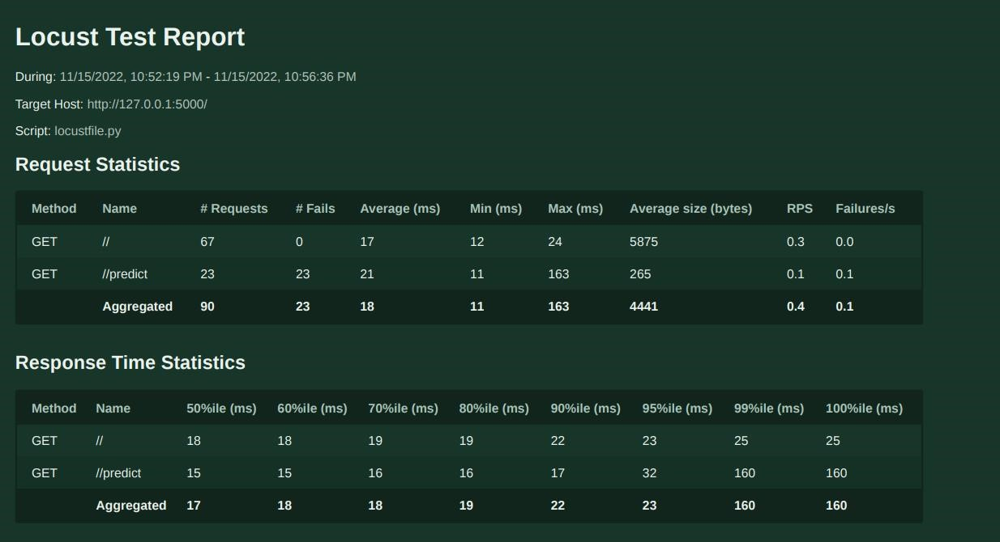 Locust Test Report
During: 11/15/2022, 10:52:19 PM - 11/15/2022, 10:56:36 PM
Target Host: http://127.0.0.1:5000/
Script: locustfile.py
Request Statistics
Method Name # Requests # Fails Average (ms) Min (ms) Max (ms) Average size (bytes) RPS Failures/s
GET // 67 0 17 12 24 5875 0.3 0.0
GET //predict 23 23 21 11 163 265 0.1 0.1
Aggregated 90 23 18 11 163 4441 0.4 0.1
Response Time Statistics
Method Name 50%ile (ms) 60%ile (ms) 70%ile (ms) 80%ile (ms) 90%ile (ms) 95%ile (ms) 99%ile (ms) 100%ile (ms)
GET // 18 18 19 19 22 23 25 25
GET //predict 15 15 16 16 17 32 160 160
Aggregated 17 18 18 19 22 23 160 160